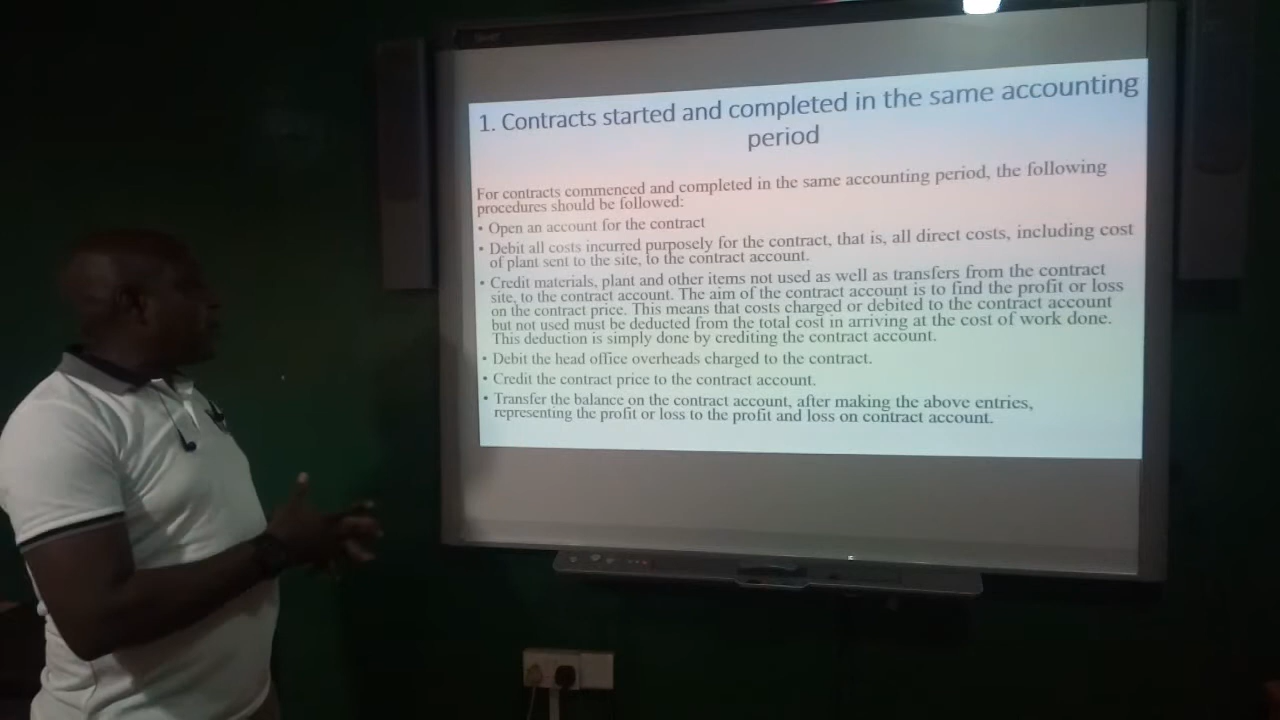 1. Contracts started and completed in the same accounting
period
For contracts commenced and completed in the same accounting period, the following
procedures should be followed:
• Open an account for the contract
• Debit all costs incurred purposely for the contract, that is, all direct costs, including cost
of plant sent to the site, to the contract account.
• Credit materials, plant and other items not used as well as transfers from the contract
site, to the contract account. The aim of the contract account is to find the profit or loss
on the contract price. This means that costs charged or debited to the contract account
but not used must be deducted from the total cost in arriving at the cost of work done.
This deduction is simply done by crediting the contract account.
• Debit the head office overheads charged to the contract.
• Credit the contract price to the contract account.
• Transfer the balance on the contract account, after making the above entries,
representing the profit or loss to the profit and loss on contract account.